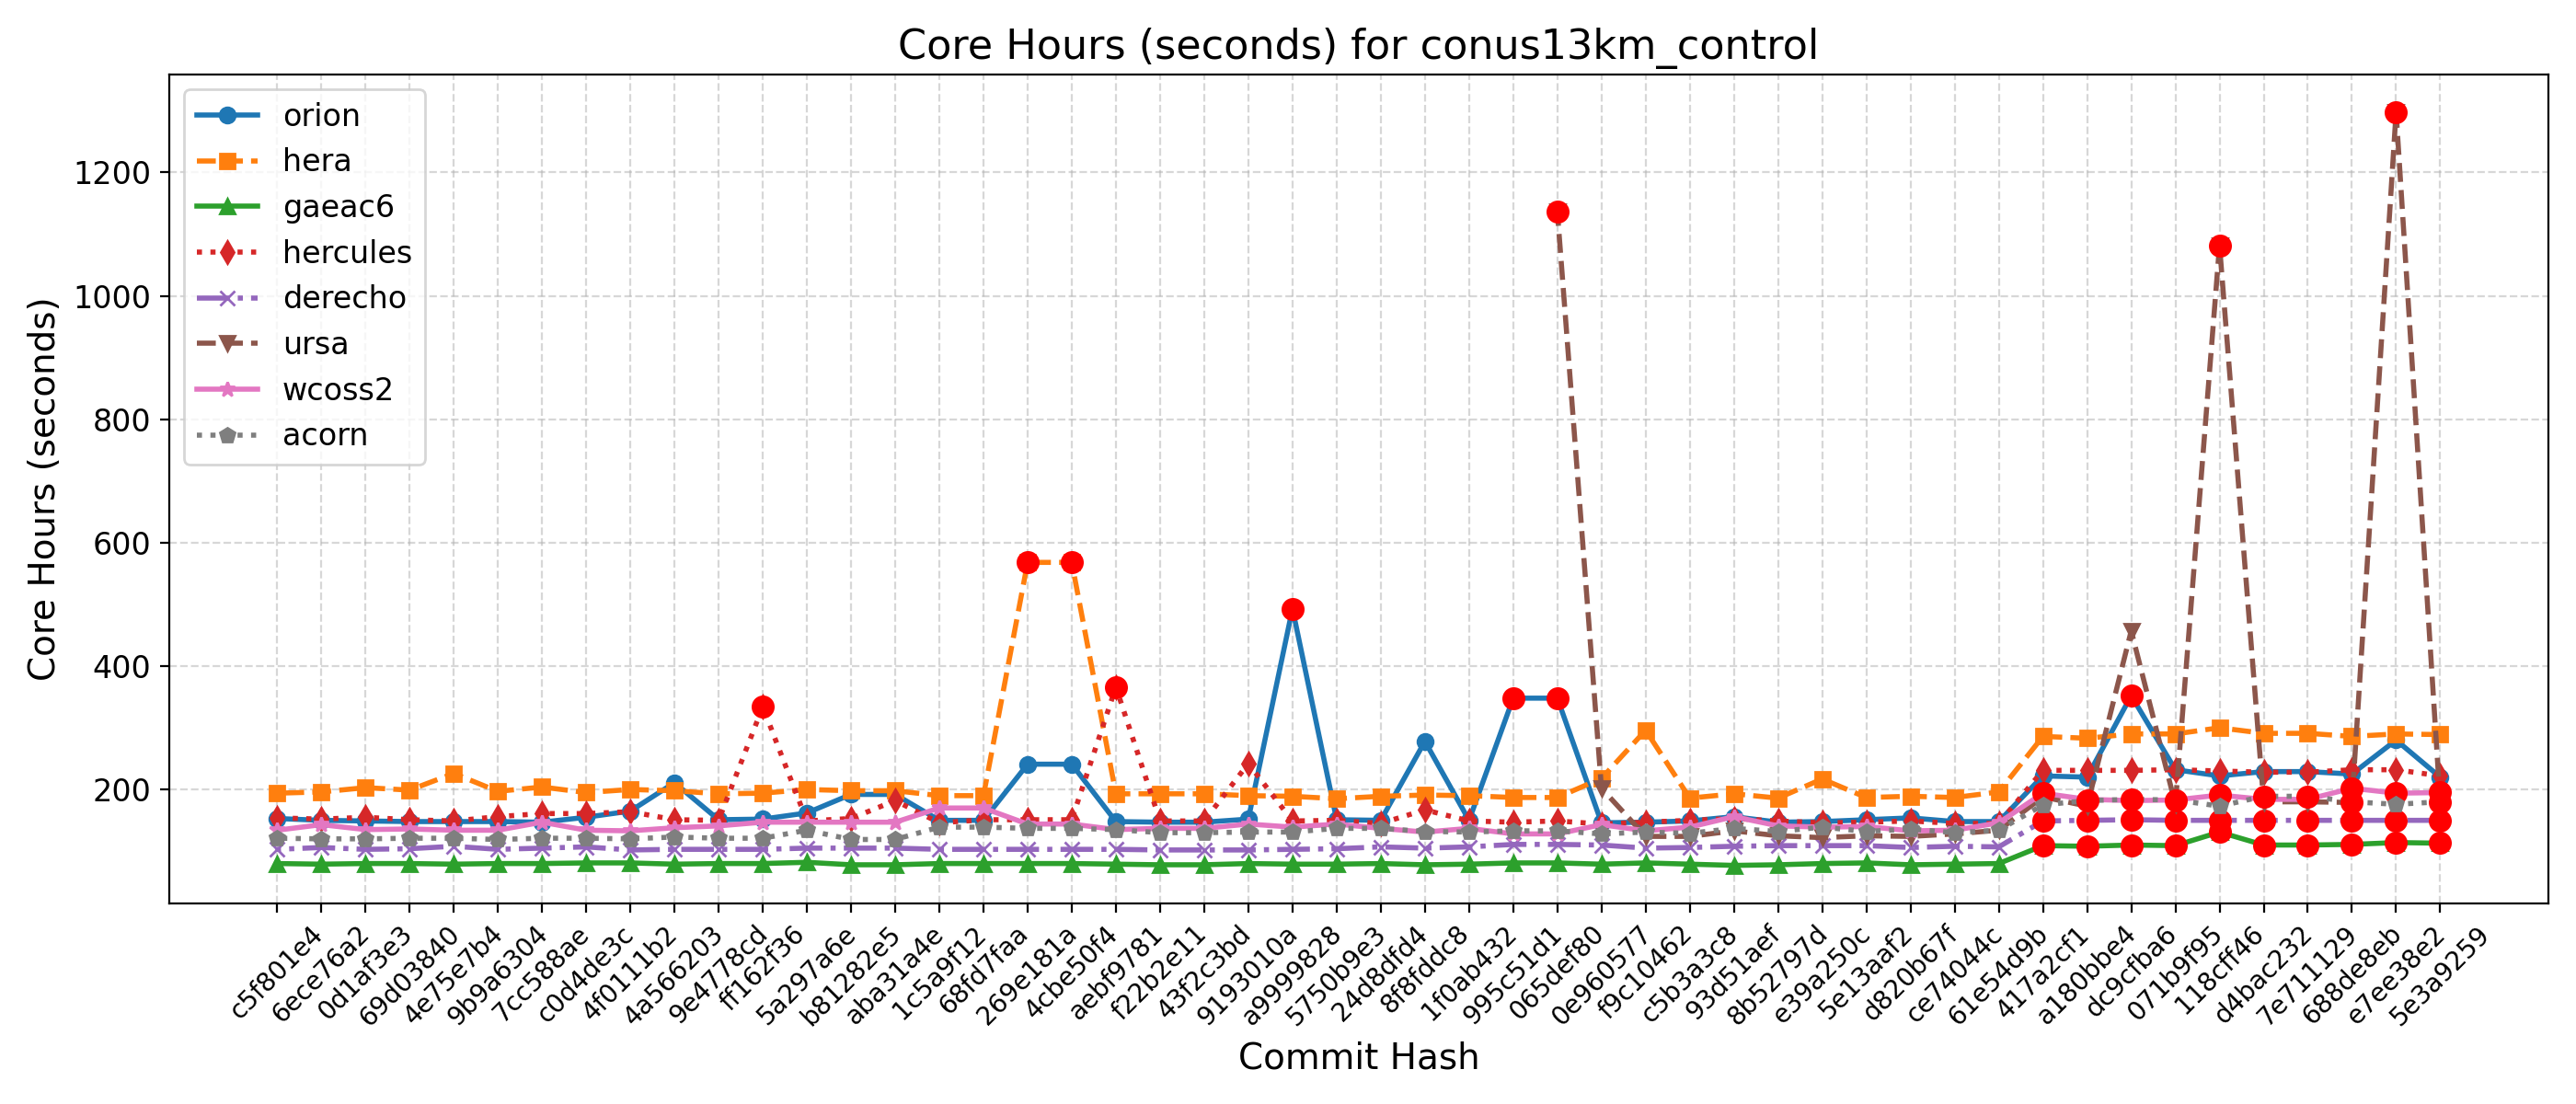 Core Hours (seconds) for conus13km_control
Core Hours (seconds)
1200
1000
800
600
400
200
orion
hera
gaeac6
hercules
derecho
ursa
wcoss2
acorn
c5f801e4
6ece76a2
0d1af3e3
69d03840
4e75e7b4
9b9a6304
7cc588ae
c0d4de3c
4f0111b2
4a566203
9e4778cd
ff162f36
5a297a6e
b81282e5
aba31a4e
1c5a9f12
68fd7faa
269e181a
4cbe50f4
aebf9781
f22b2e11
43f2c3bd
9193010a
a9999828
5750b9e3
24d8dfd4
8f8fddc8
1f0ab432
995c51d1
065def80
0e960577
f9c10462
c5b3a3c8
93d51aef
8b52797d
e39a250c
5e13aaf2
d820b67f
ce74044c
61e54d9b
417a2cf1
a180bbe4
dc9cfba6
071b9f95
118cff46
d4bac232
7e711129
688de8eb
e7ee38e2
5e3a9259
Commit Hash